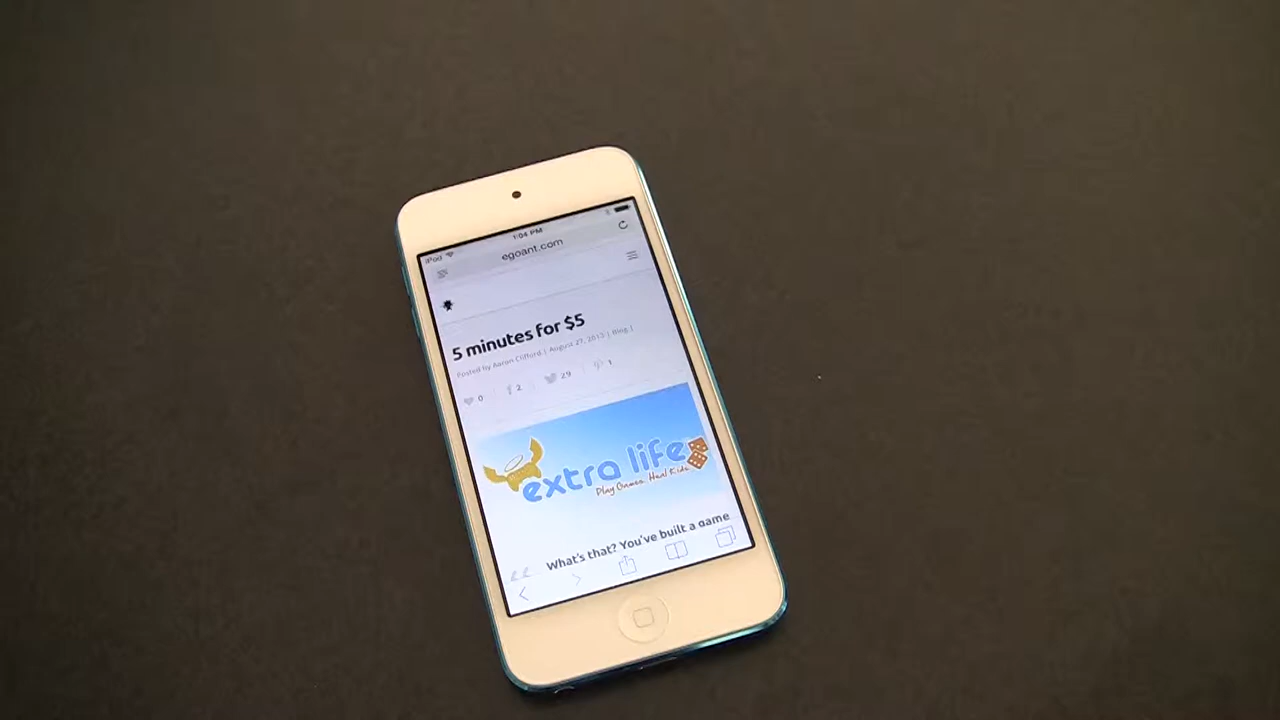 iPod 1:04 PM
egoant.com
5 minutes for $5
Posted by Aaron Clifford | August 27, 2013 | Blog |
0 2 29 1
extra life
Play Games. Heal Kids.
What's that? You've built a game